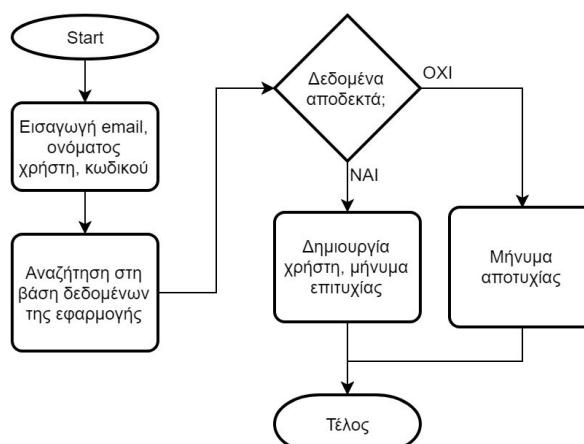 Start
Εισαγωγή email,
ονόματος
χρήστη, κωδικού
Αναζήτηση στη
βάση δεδομένων
της εφαρμογής
Δεδομένα
αποδεκτά;
ΟΧΙ
ΝΑΙ
Δημιουργία
χρήστη, μήνυμα
επιτυχίας
Μήνυμα
αποτυχίας
Τέλος